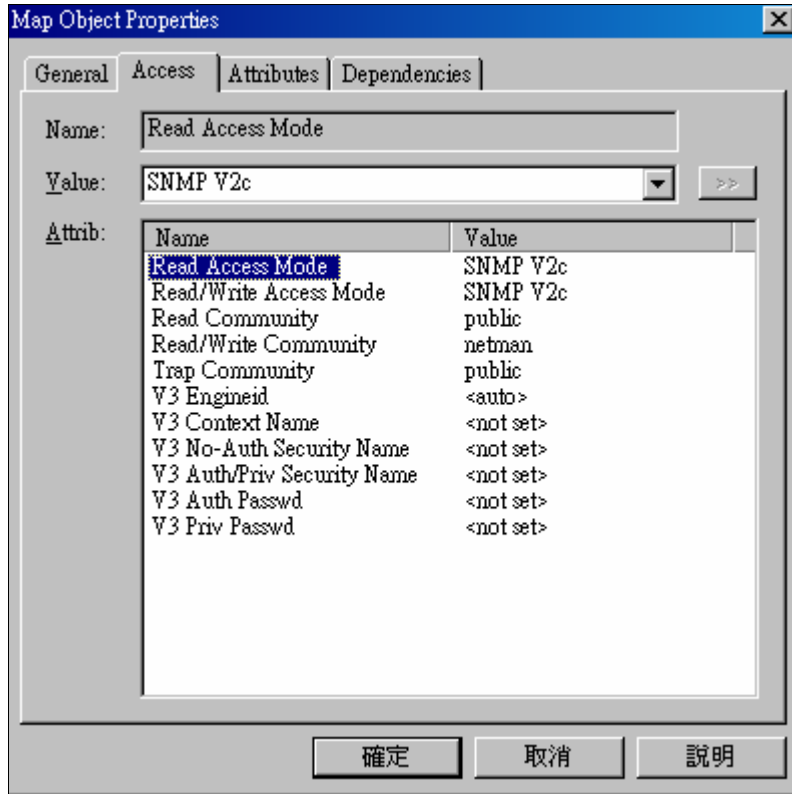 Map Object Properties
General Access Attributes Dependencies
Name: Read Access Mode
Value: SNMP V2c >>
Attrib: Name Value
Read Access Mode SNMP V2c
Read/Write Access Mode SNMP V2c
Read Community public
Read/Write Community netman
Trap Community public
V3 Engineid <auto>
V3 Context Name <not set>
V3 No-Auth Security Name <not set>
V3 Auth/Priv Security Name <not set>
V3 Auth Passwd <not set>
V3 Priv Passwd <not set>
確定 取消 說明